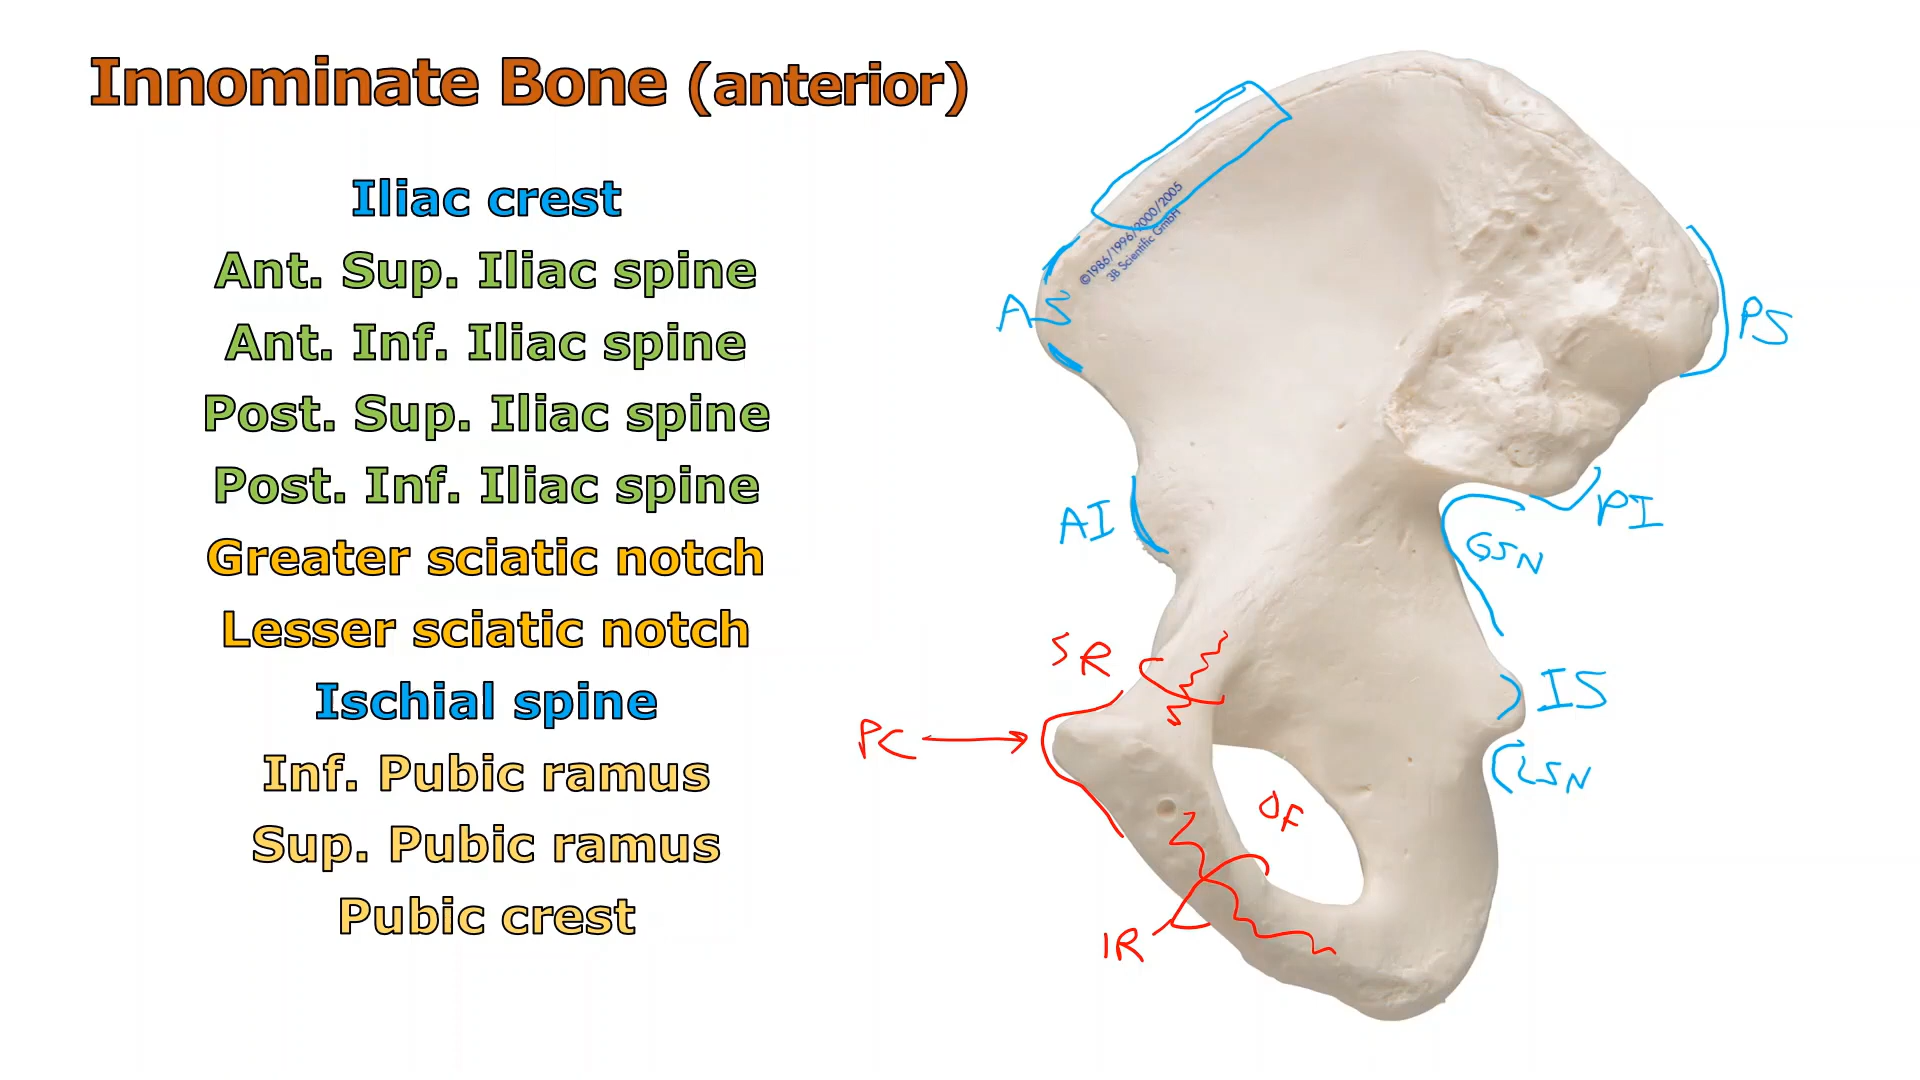 Innominate Bone (anterior)
Iliac crest
Ant. Sup. Iliac spine
Ant. Inf. Iliac spine
Post. Sup. Iliac spine
Post. Inf. Iliac spine
Greater sciatic notch
Lesser sciatic notch
Ischial spine
Inf. Pubic ramus
Sup. Pubic ramus
Pubic crest
©1986/1996/2000/2005
3B Scientific GmbH
AS
PS
AI
PI
GSN
SR
IS
PC
LSN
OF
IR